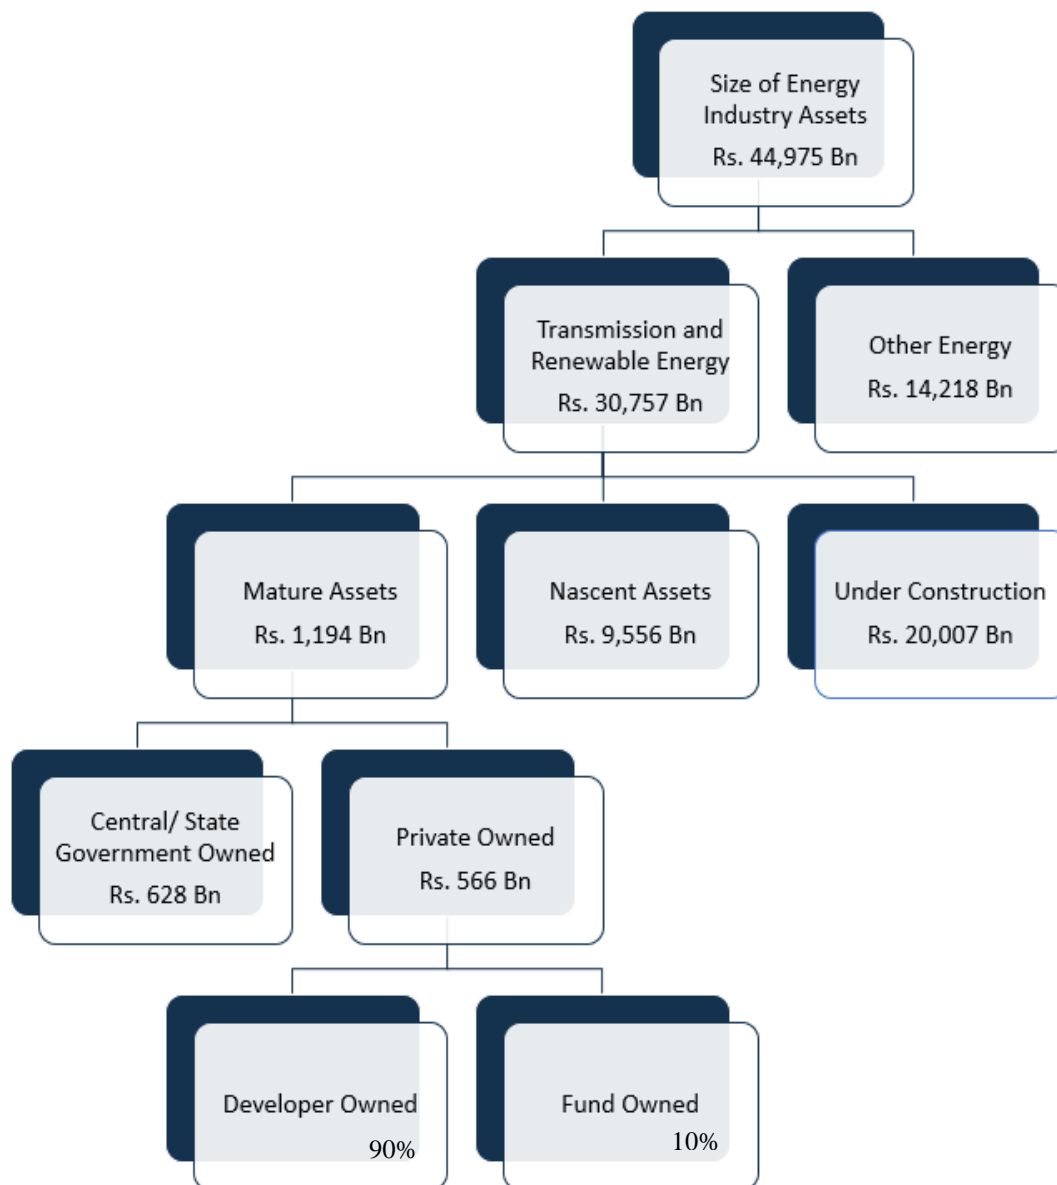 Size of Energy
Industry Assets
Rs. 44,975 Bn
Transmission and
Renewable Energy
Rs. 30,757 Bn
Other Energy
Rs. 14,218 Bn
Mature Assets
Rs. 1,194 Bn
Nascent Assets
Rs. 9,556 Bn
Under Construction
Rs. 20,007 Bn
Central/ State
Government Owned
Rs. 628 Bn
Private Owned
Rs. 566 Bn
Developer Owned
90%
Fund Owned
10%